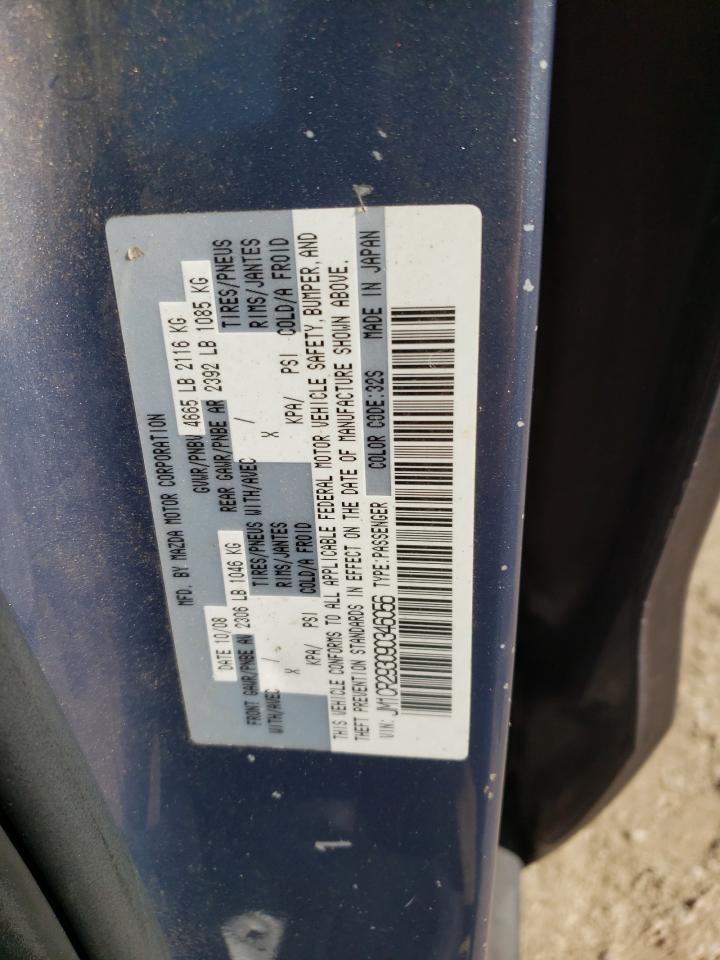 MFD. BY MAZDA MOTOR CORPORATION
DATE 10/08 GVWR/PNBV 4665 LB 2116 KG
FRONT GAWR/PNBE AV 2306 LB 1046 KG REAR GAWR/PNBE AR 2392 LB 1085 KG
WITH/AVEC / TIRES/PNEUS WITH/AVEC / TIRES/PNEUS
X RIMS/JANTES X RIMS/JANTES
KPA/ PSI COLD/A FROID KPA/ PSI COLD/A FROID
THIS VEHICLE CONFORMS TO ALL APPLICABLE FEDERAL MOTOR VEHICLE SAFETY, BUMPER, AND
THEFT PREVENTION STANDARDS IN EFFECT ON THE DATE OF MANUFACTURE SHOWN ABOVE.
VIN: JM1CR293090346056 TYPE:PASSENGER COLOR CODE:32S MADE IN JAPAN